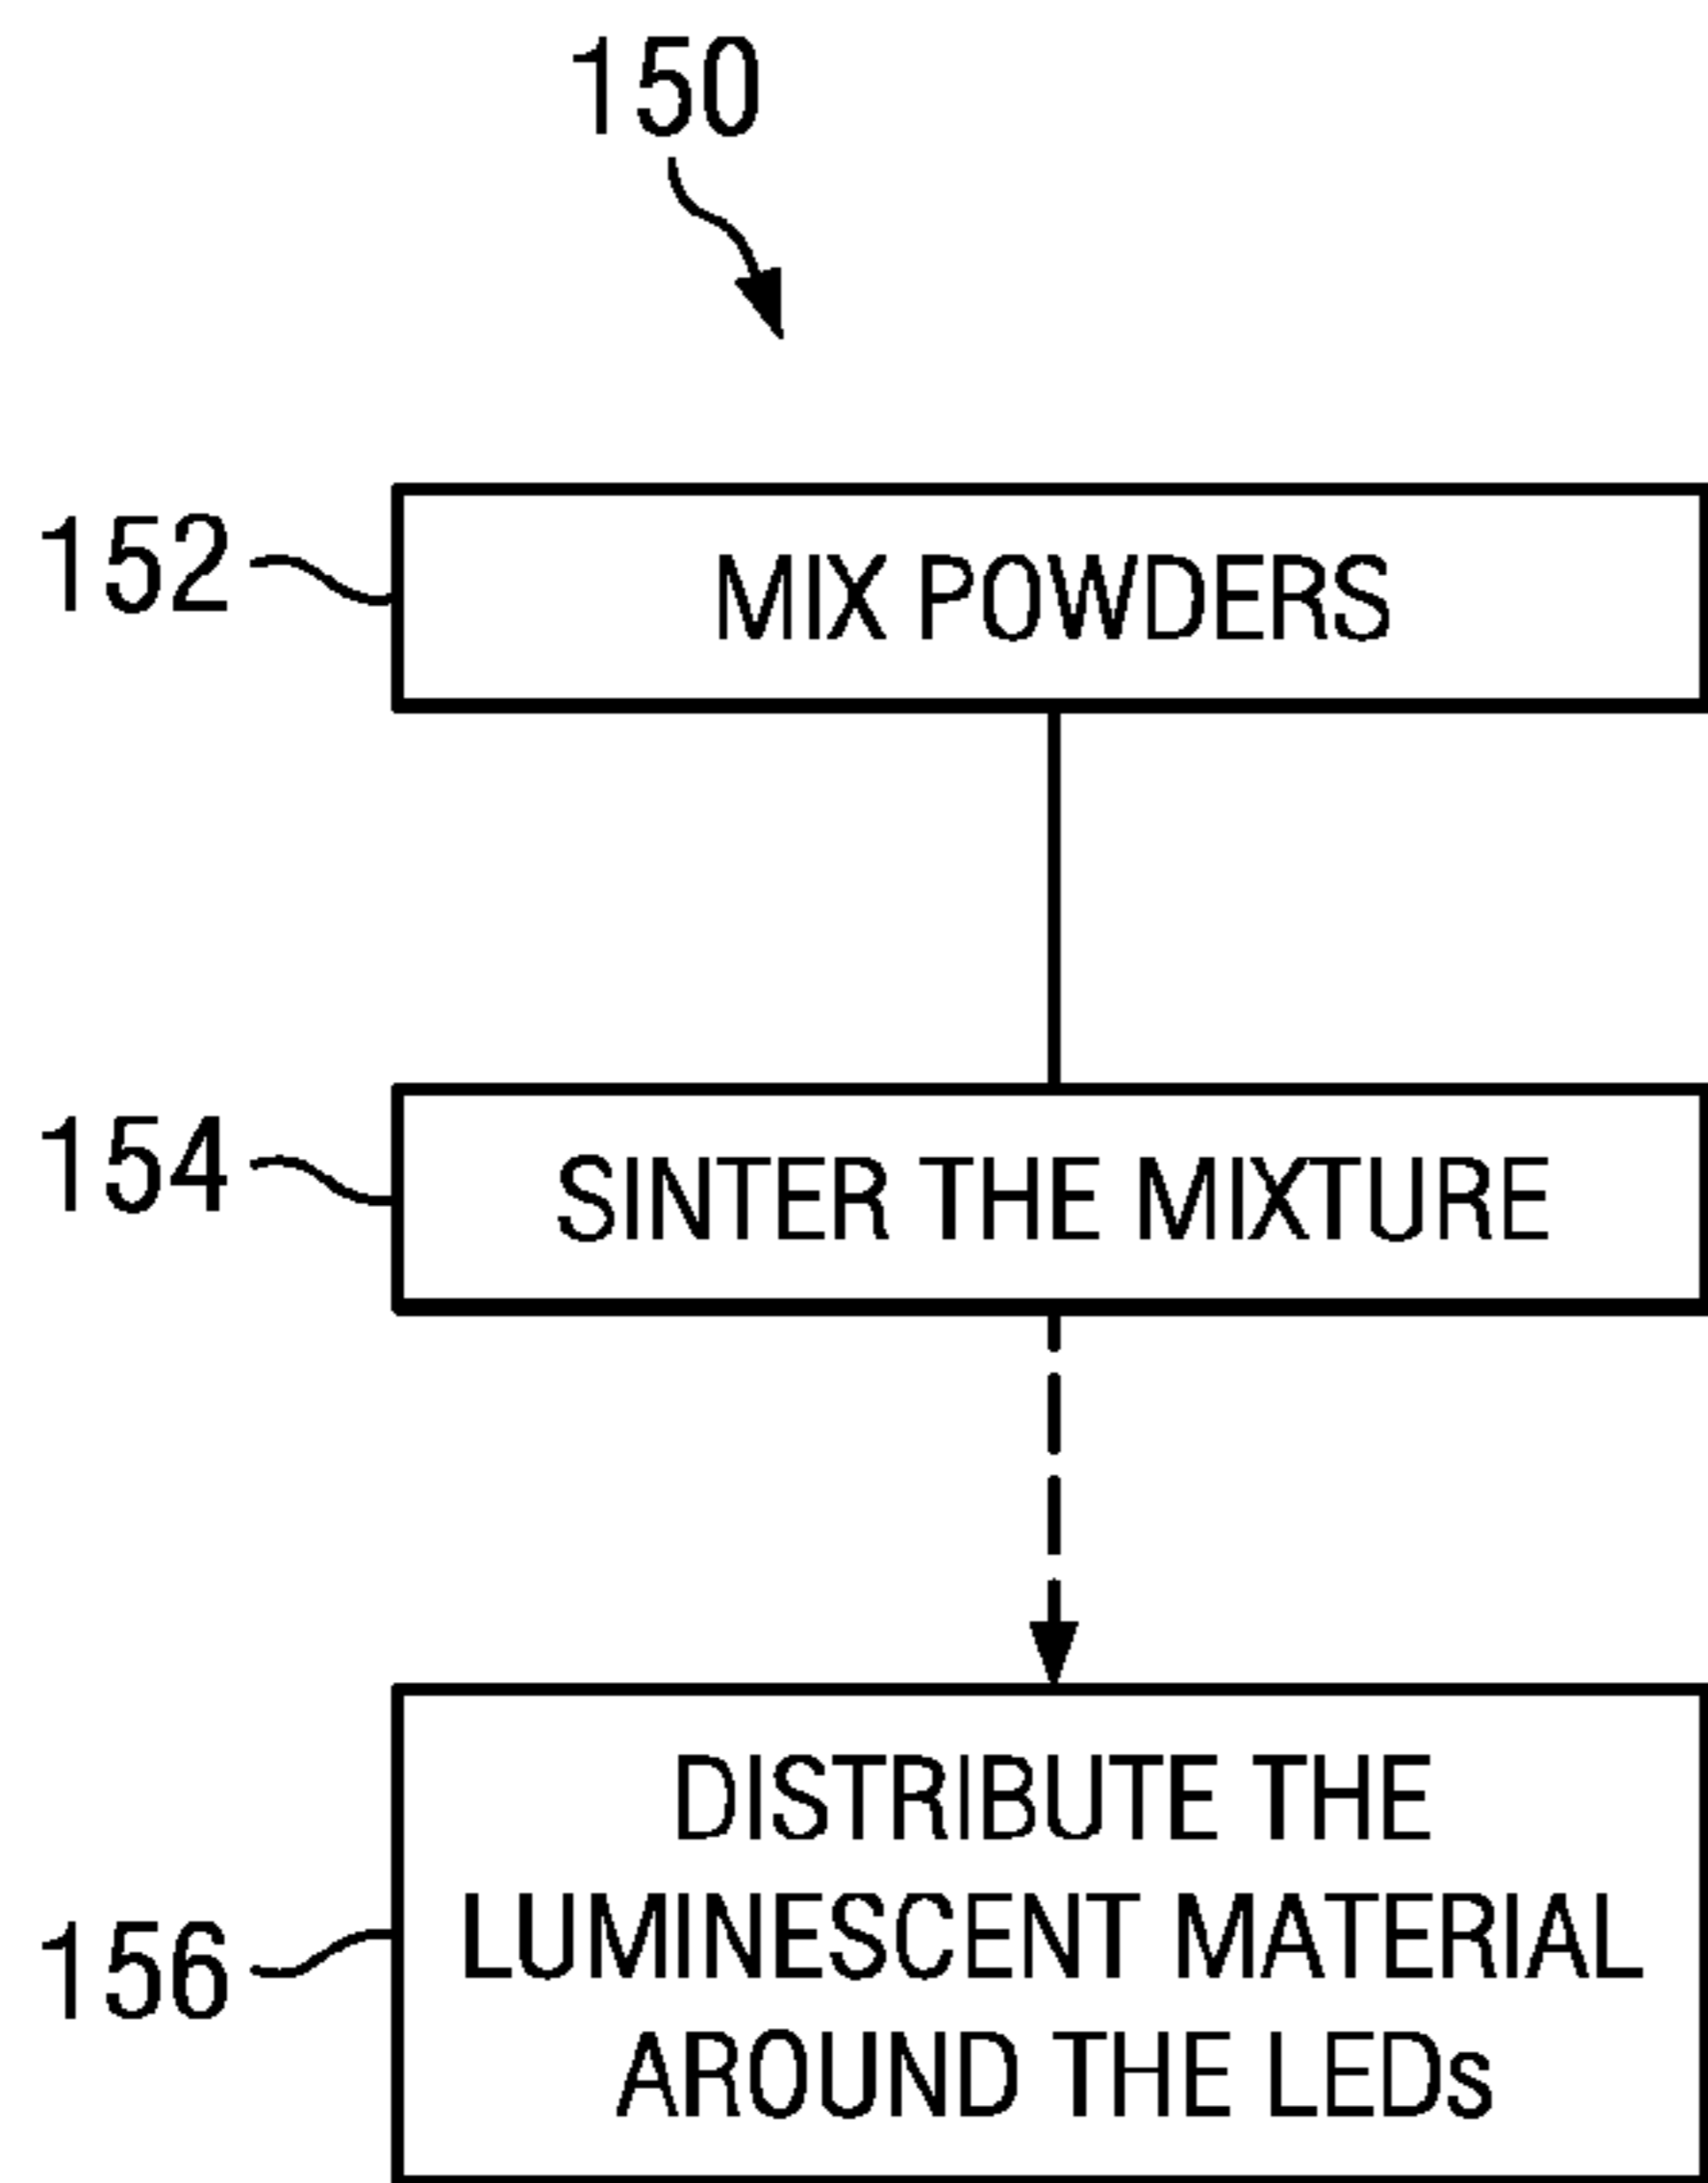 150
152
MIX POWDERS
154
SINTER THE MIXTURE
DISTRIBUTE THE
156
LUMINESCENT MATERIAL
AROUND THE LEDs